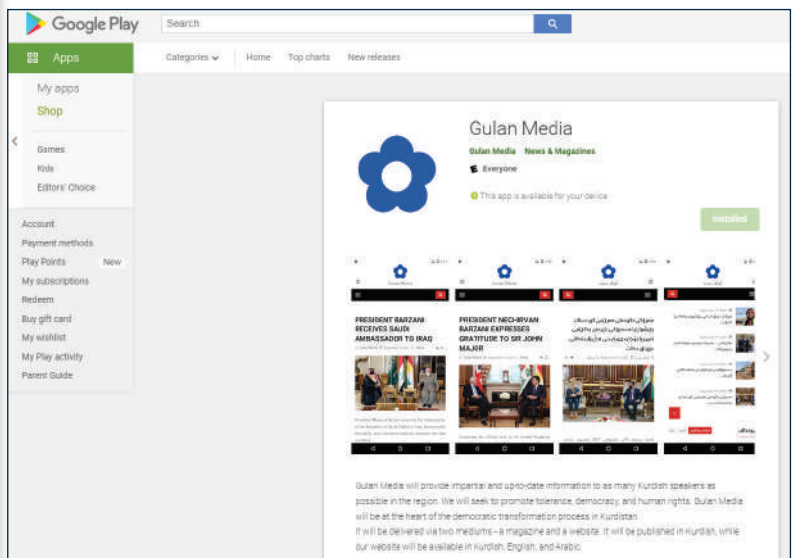 Google Play
Search
Apps
Categories
Home
Top charts
New releases
My apps
Shop
Games
Kids
Editors' Choice
Account
Payment methods
Play Points
New
My subscriptions
Redeem
Buy gift card
My wishlist
My Play activity
Parent Guide
Gulan Media
Gulan Media News & Magazines
Everyone
This app is available for your device
Installed
Gulan Media
PRESIDENT BARZANI
RECEIVES SAUDI
AMBASSADOR TO IRAQ
Gulan Media
PRESIDENT NECHIRVAN
BARZANI EXPRESSES
GRATITUDE TO SIR JOHN
MAJOR
Gulan Media will provide impartial and up-to-date information to as many Kurdish speakers as
possible in the region. We will seek to promote tolerance, democracy, and human rights. Gulan Media
will be at the heart of the democratic transformation process in Kurdistan.
It will be delivered via two mediums - a magazine and a website. It will be published in Kurdish, while
our website will be available in Kurdish, English, and Arabic.